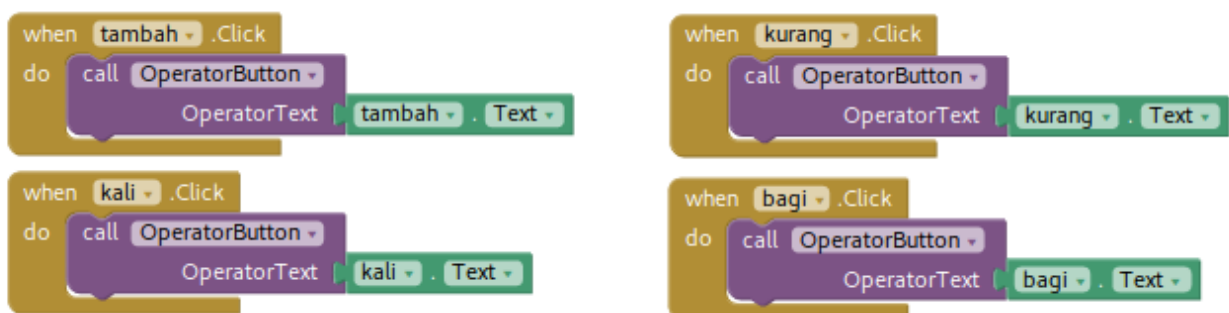 when tambah .Click
do call OperatorButton
OperatorText tambah . Text
when kurang .Click
do call OperatorButton
OperatorText kurang . Text
when kali .Click
do call OperatorButton
OperatorText kali . Text
when bagi .Click
do call OperatorButton
OperatorText bagi . Text